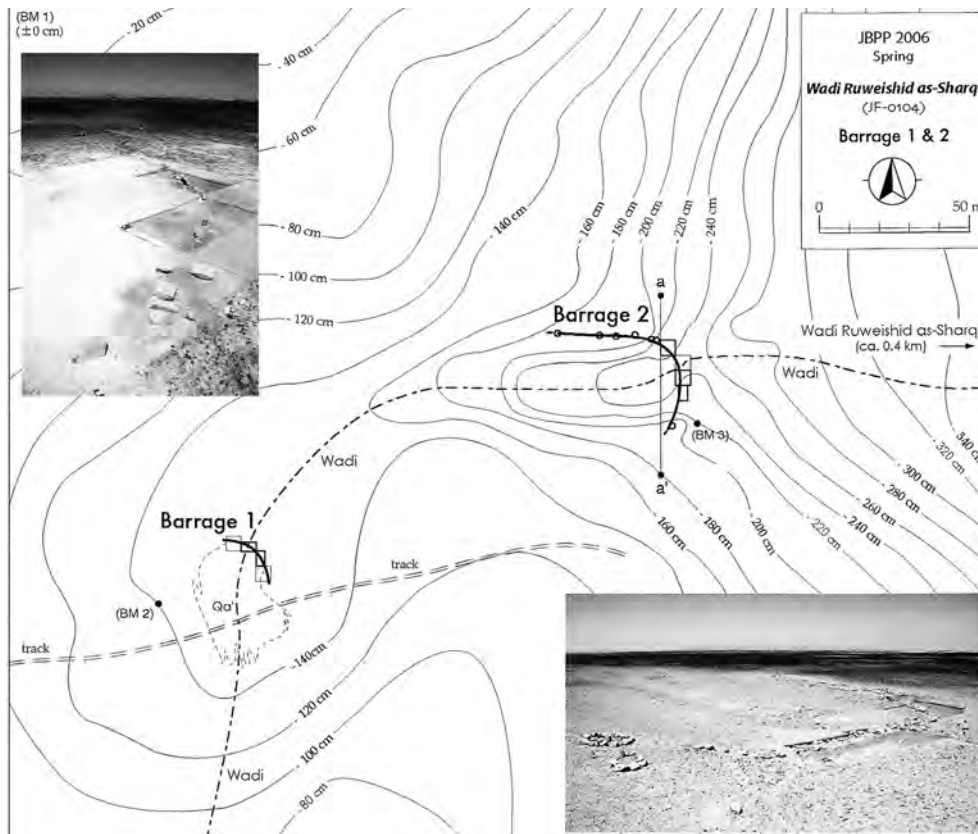 (BM 1)
(±0 cm)
- 20 cm
- 40 cm
- 60 cm
- 80 cm
- 100 cm
- 120 cm
- 140 cm
- 160 cm
- 180 cm
- 200 cm
- 220 cm
- 240 cm
JBPP 2006
Spring
Wadi Ruweishid as-Sharq
(JF-0104)
Barrage 1 & 2
0
50 m
a
Barrage 2
Wadi Ruweishid as-Sharq
(ca. 0.4 km)
Wadi
(BM 3)
a'
Wadi
Barrage 1
track
Qa'
(BM 2)
track
- 140 cm
- 120 cm
- 100 cm
- 80 cm
Wadi
- 160 cm
- 180 cm
- 200 cm
- 220 cm
- 240 cm
- 260 cm
- 280 cm
- 300 cm
- 320 cm
- 340 cm